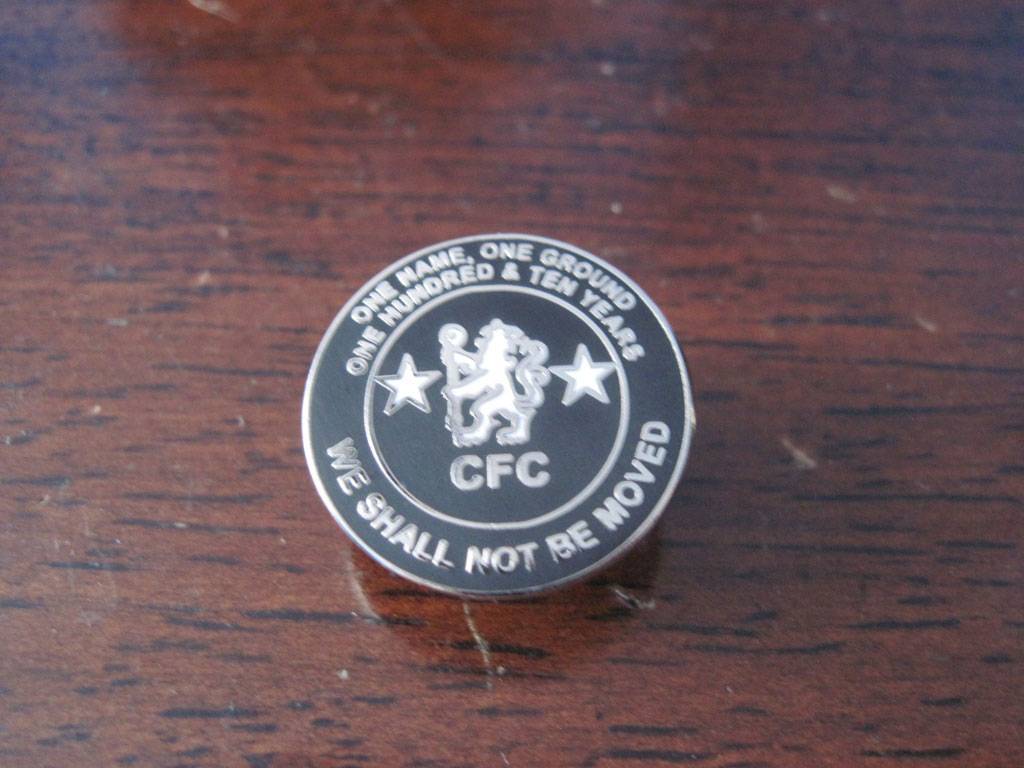 ONE NAME, ONE GROUND
ONE HUNDRED & TEN YEARS
CFC
WE SHALL NOT BE MOVED